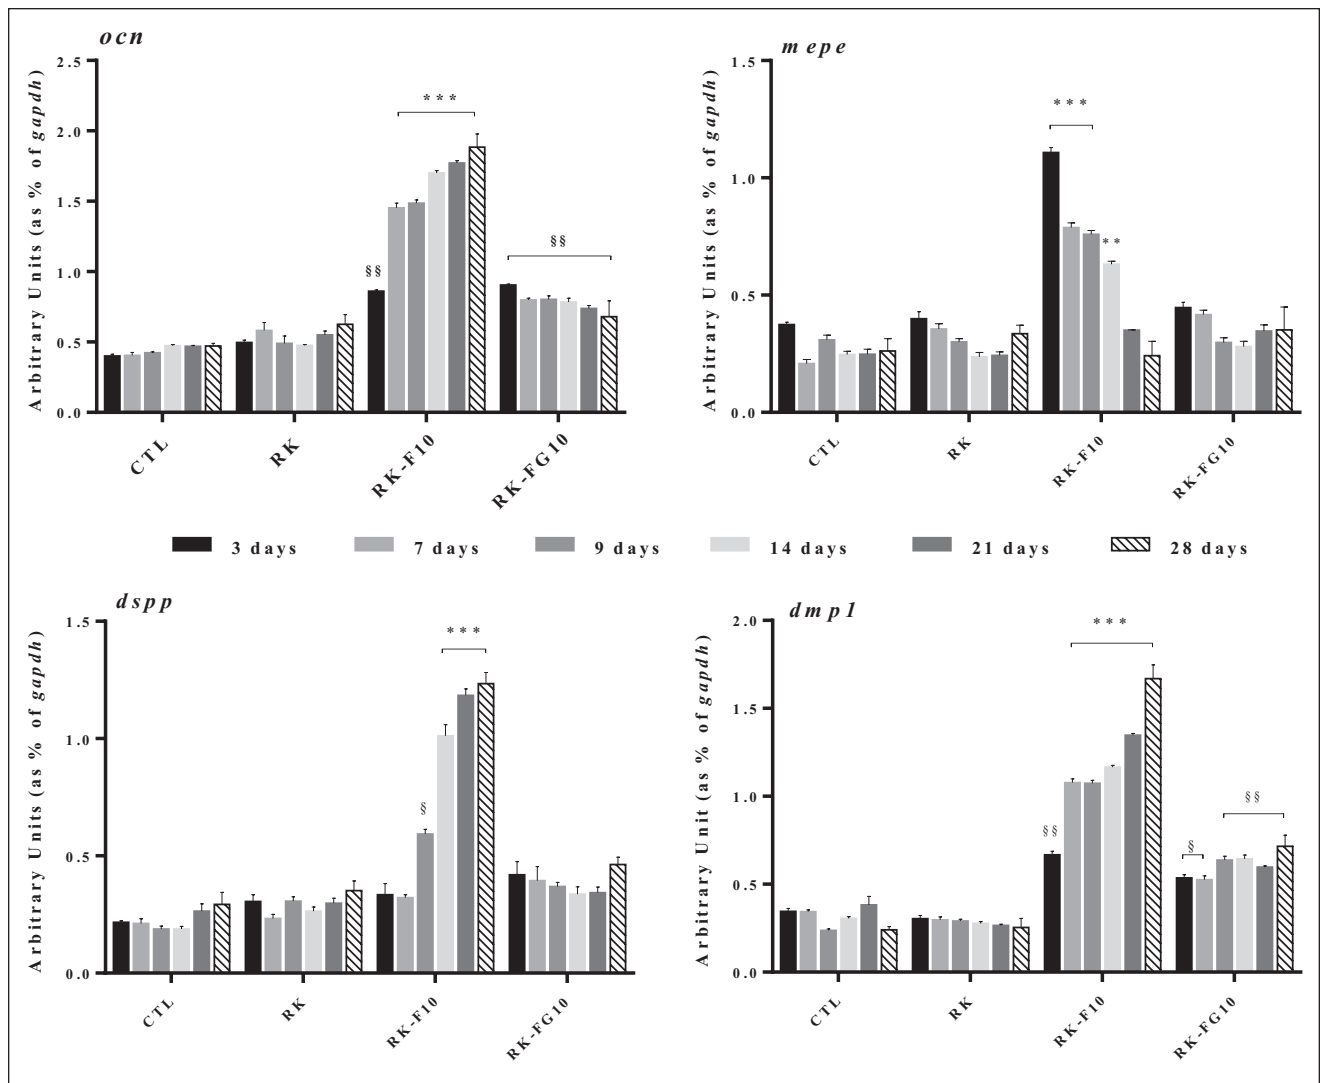 ocn
Arbitrary Units (as % of gapdh)
2.5
2.0
1.5
1.0
0.5
0.0
***
§§
§§
CTL
RK
RK-F10
RK-FG10
mepe
Arbitrary Units (as % of gapdh)
1.5
1.0
0.5
0.0
***
**
CTL
RK
RK-F10
RK-FG10
3 days 7 days 9 days 14 days 21 days 28 days
dspp
Arbitrary Units (as % of gapdh)
1.5
1.0
0.5
0.0
***
§
CTL
RK
RK-F10
RK-FG10
dmp1
Arbitrary Unit (as % of gapdh)
2.0
1.5
1.0
0.5
0.0
***
§§
§§
§
CTL
RK
RK-F10
RK-FG10